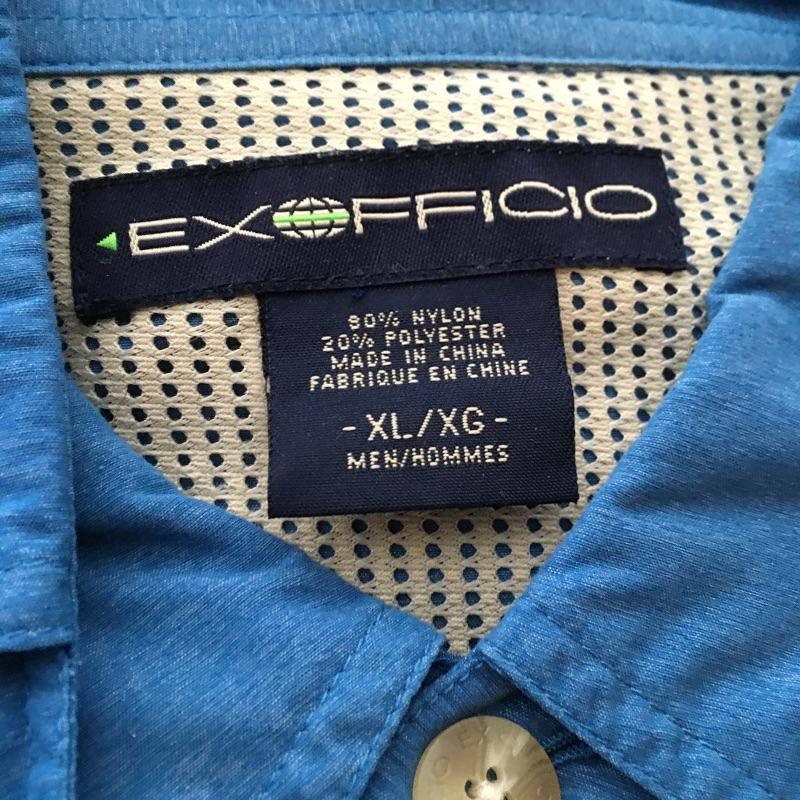 EXOFFICIO
80% NYLON
20% POLYESTER
MADE IN CHINA
FABRIQUE EN CHINE
- XL/XG -
MEN/HOMMES